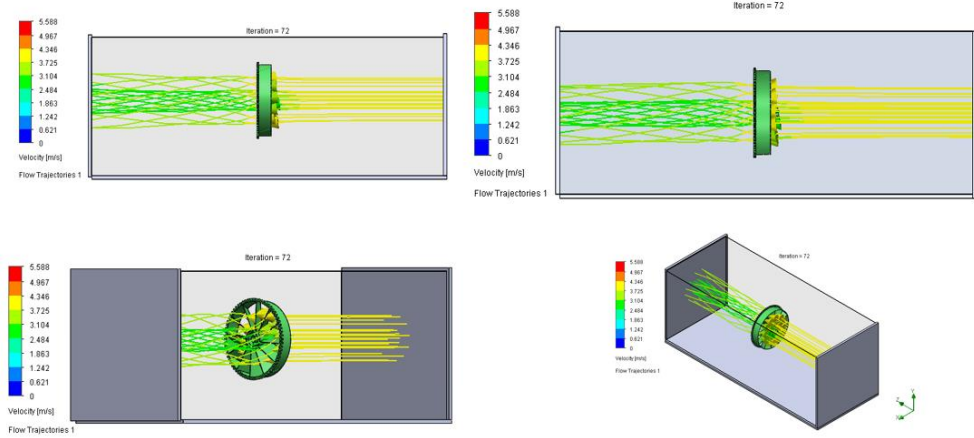 Iteration = 72
5.588
4.967
4.346
3.725
3.104
2.484
1.863
1.242
0.621
0
Velocity [m/s]
Flow Trajectories 1
Iteration = 72
5.588
4.967
4.346
3.725
3.104
2.484
1.863
1.242
0.621
0
Velocity [m/s]
Flow Trajectories 1
Iteration = 72
5.588
4.967
4.346
3.725
3.104
2.484
1.863
1.242
0.621
0
Velocity [m/s]
Flow Trajectories 1
Iteration = 72
5.588
4.967
4.346
3.725
3.104
2.484
1.863
1.242
0.621
0
Velocity [m/s]
Flow Trajectories 1
Y
Z
X